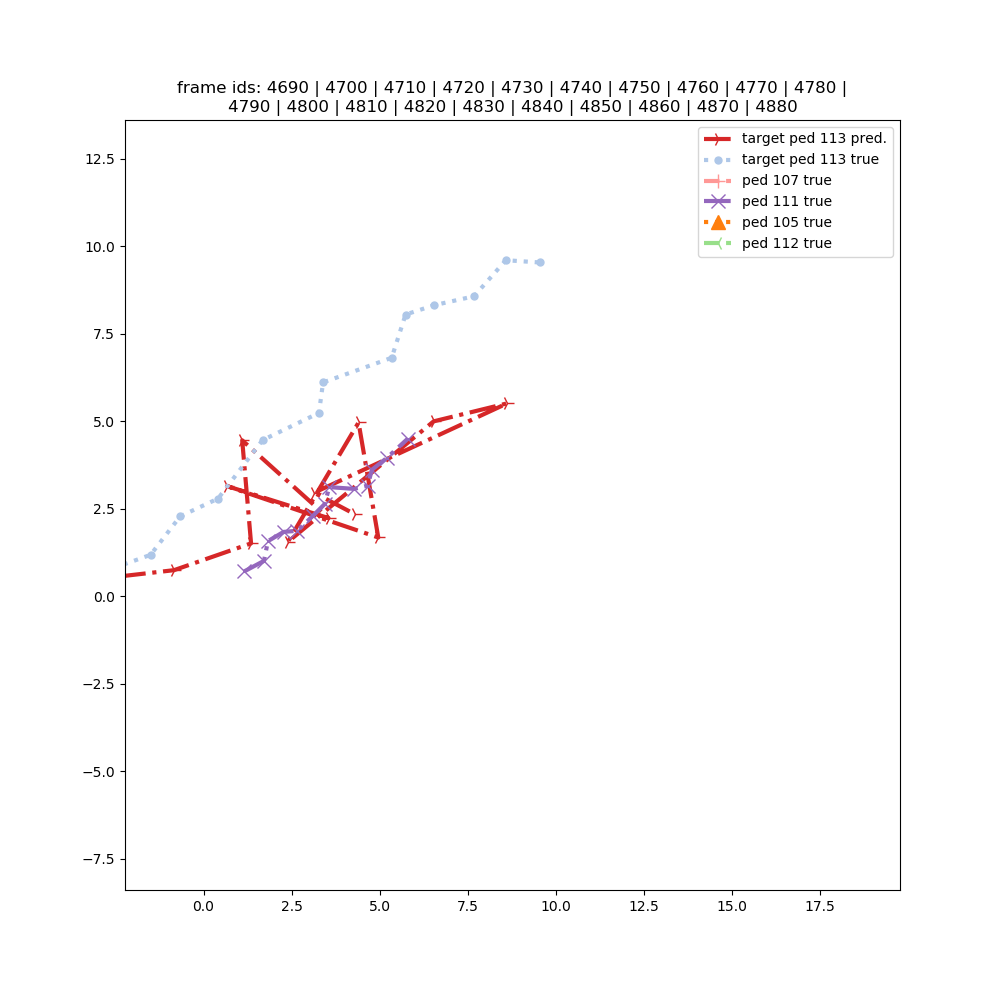 frame ids: 4690 | 4700 | 4710 | 4720 | 4730 | 4740 | 4750 | 4760 | 4770 | 4780 |
4790 | 4800 | 4810 | 4820 | 4830 | 4840 | 4850 | 4860 | 4870 | 4880
target ped 113 pred.
target ped 113 true
ped 107 true
ped 111 true
ped 105 true
ped 112 true
12.5
10.0
7.5
5.0
2.5
0.0
−2.5
−5.0
−7.5
0.0 2.5 5.0 7.5 10.0 12.5 15.0 17.5